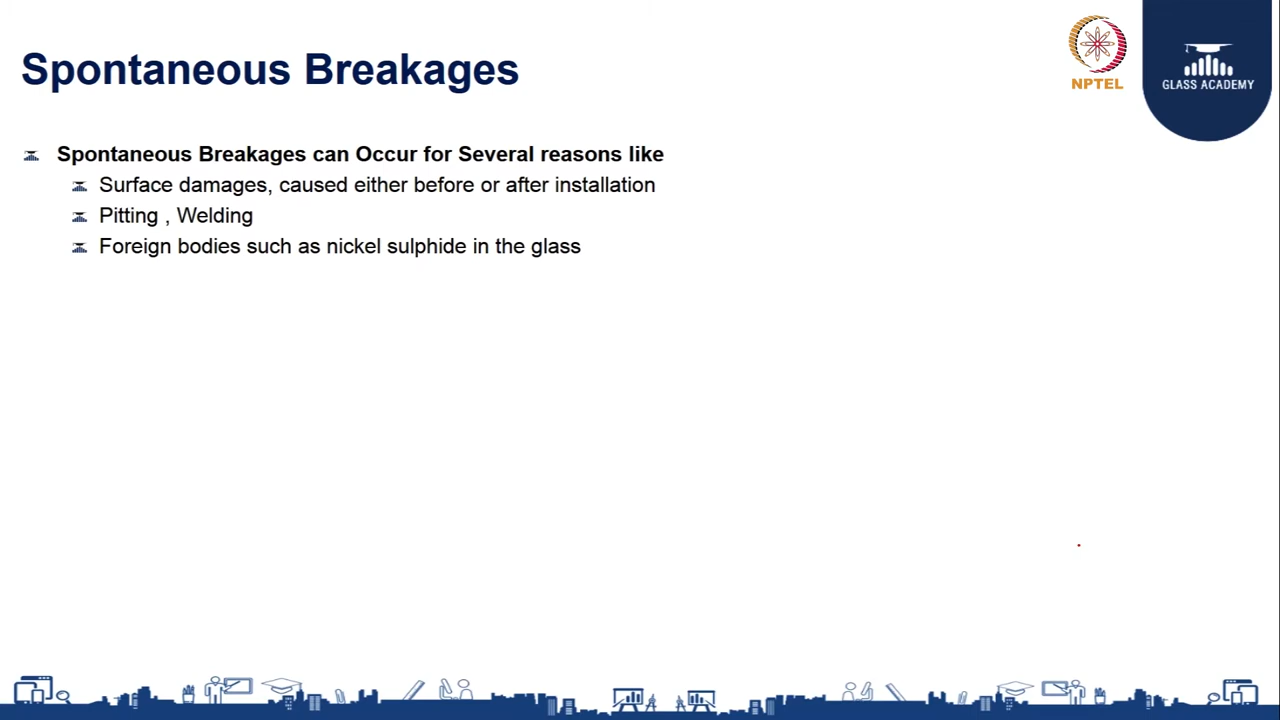 Spontaneous Breakages
NPTEL
GLASS ACADEMY
Spontaneous Breakages can Occur for Several reasons like
Surface damages, caused either before or after installation
Pitting , Welding
Foreign bodies such as nickel sulphide in the glass